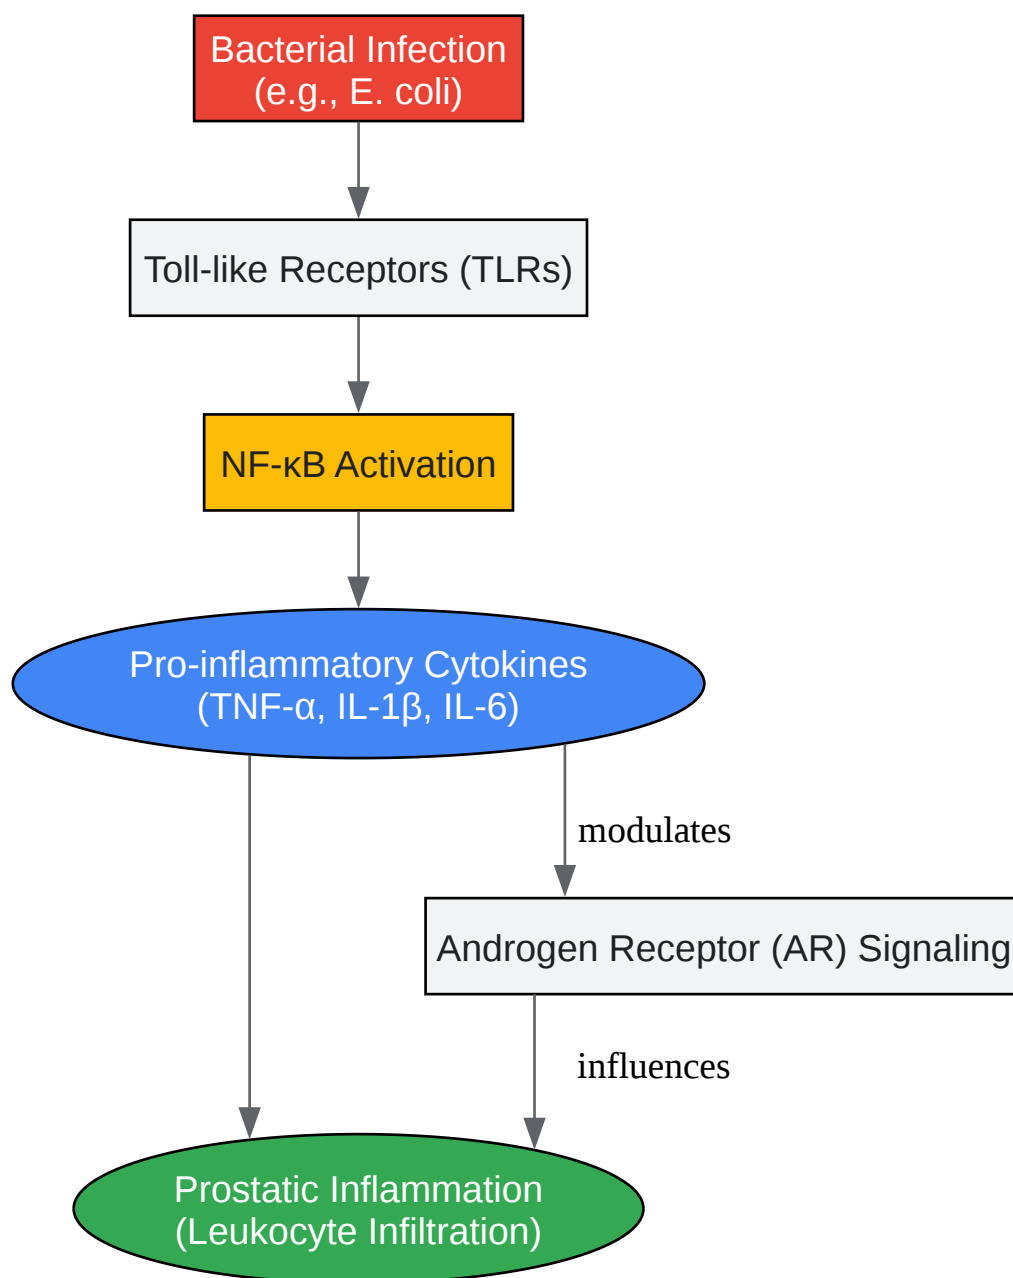 Bacterial Infection
(e.g., E. coli)
Toll-like Receptors (TLRs)
NF-κB Activation
Pro-inflammatory Cytokines
(TNF-α, IL-1β, IL-6)
modulates
Androgen Receptor (AR) Signaling
influences
Prostatic Inflammation
(Leukocyte Infiltration)